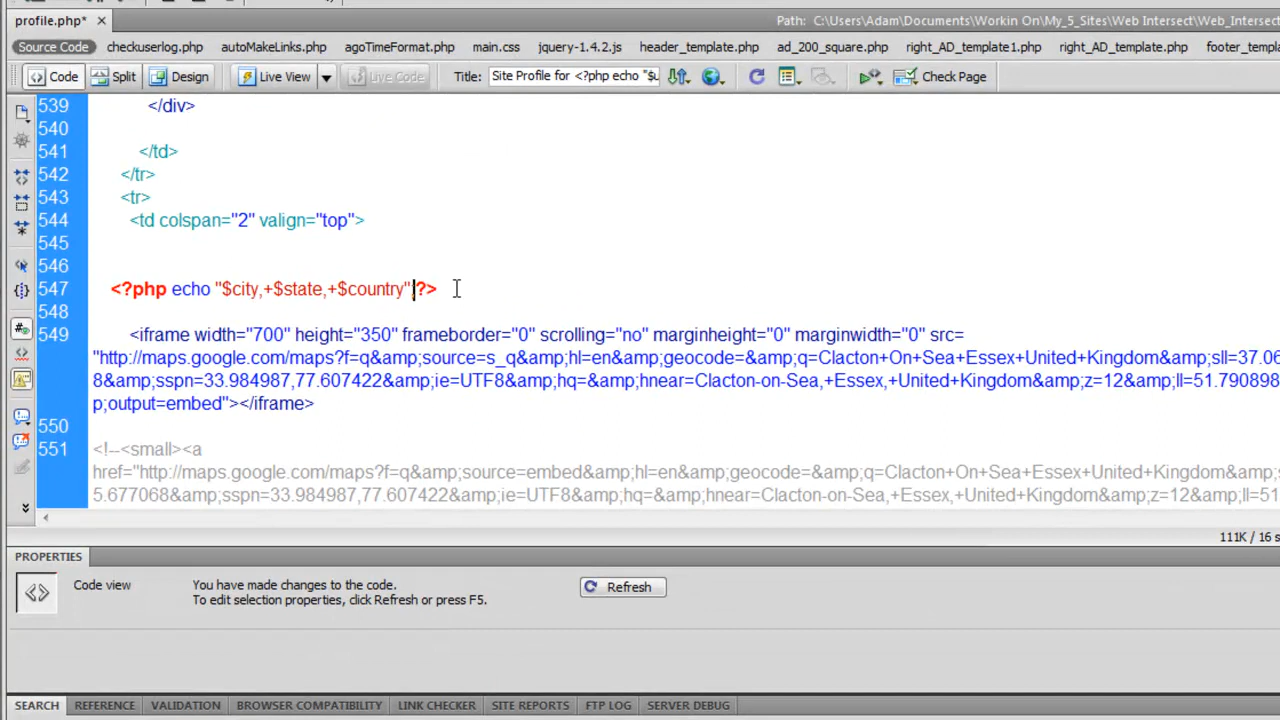 profile.php*
Path: C:\Users\Adam\Documents\Workin On\My_5_Sites\Web Intersect\Web_Intersect
Source Code checkuserlog.php autoMakeLinks.php agoTimeFormat.php main.css jquery-1.4.2.js header_template.php ad_200_square.php right_AD_template1.php right_AD_template.php footer_temp
Code Split Design Live View Live Code Title: Site Profile for <?php echo "$u Check Page
539 </div>
540
541 </td>
542 </tr>
543 <tr>
544 <td colspan="2" valign="top">
545
546
547 <?php echo "$city,+$state,+$country";?>
548
549 <iframe width="700" height="350" frameborder="0" scrolling="no" marginheight="0" marginwidth="0" src=
"http://maps.google.com/maps?f=q&amp;source=s_q&amp;hl=en&amp;geocode=&amp;q=Clacton+On+Sea+Essex+United+Kingdom&amp;sll=37.06
8&amp;sspn=33.984987,77.607422&amp;ie=UTF8&amp;hq=&amp;hnear=Clacton-on-Sea,+Essex,+United+Kingdom&amp;z=12&amp;ll=51.790898
p;output=embed"></iframe>
550
551 <!--<small><a
href="http://maps.google.com/maps?f=q&amp;source=embed&amp;hl=en&amp;geocode=&amp;q=Clacton+On+Sea+Essex+United+Kingdom&amp;s
5.677068&amp;sspn=33.984987,77.607422&amp;ie=UTF8&amp;hq=&amp;hnear=Clacton-on-Sea,+Essex,+United+Kingdom&amp;z=12&amp;ll=51
111K / 16 s
PROPERTIES
Code view You have made changes to the code. Refresh
To edit selection properties, click Refresh or press F5.
SEARCH REFERENCE VALIDATION BROWSER COMPATIBILITY LINK CHECKER SITE REPORTS FTP LOG SERVER DEBUG